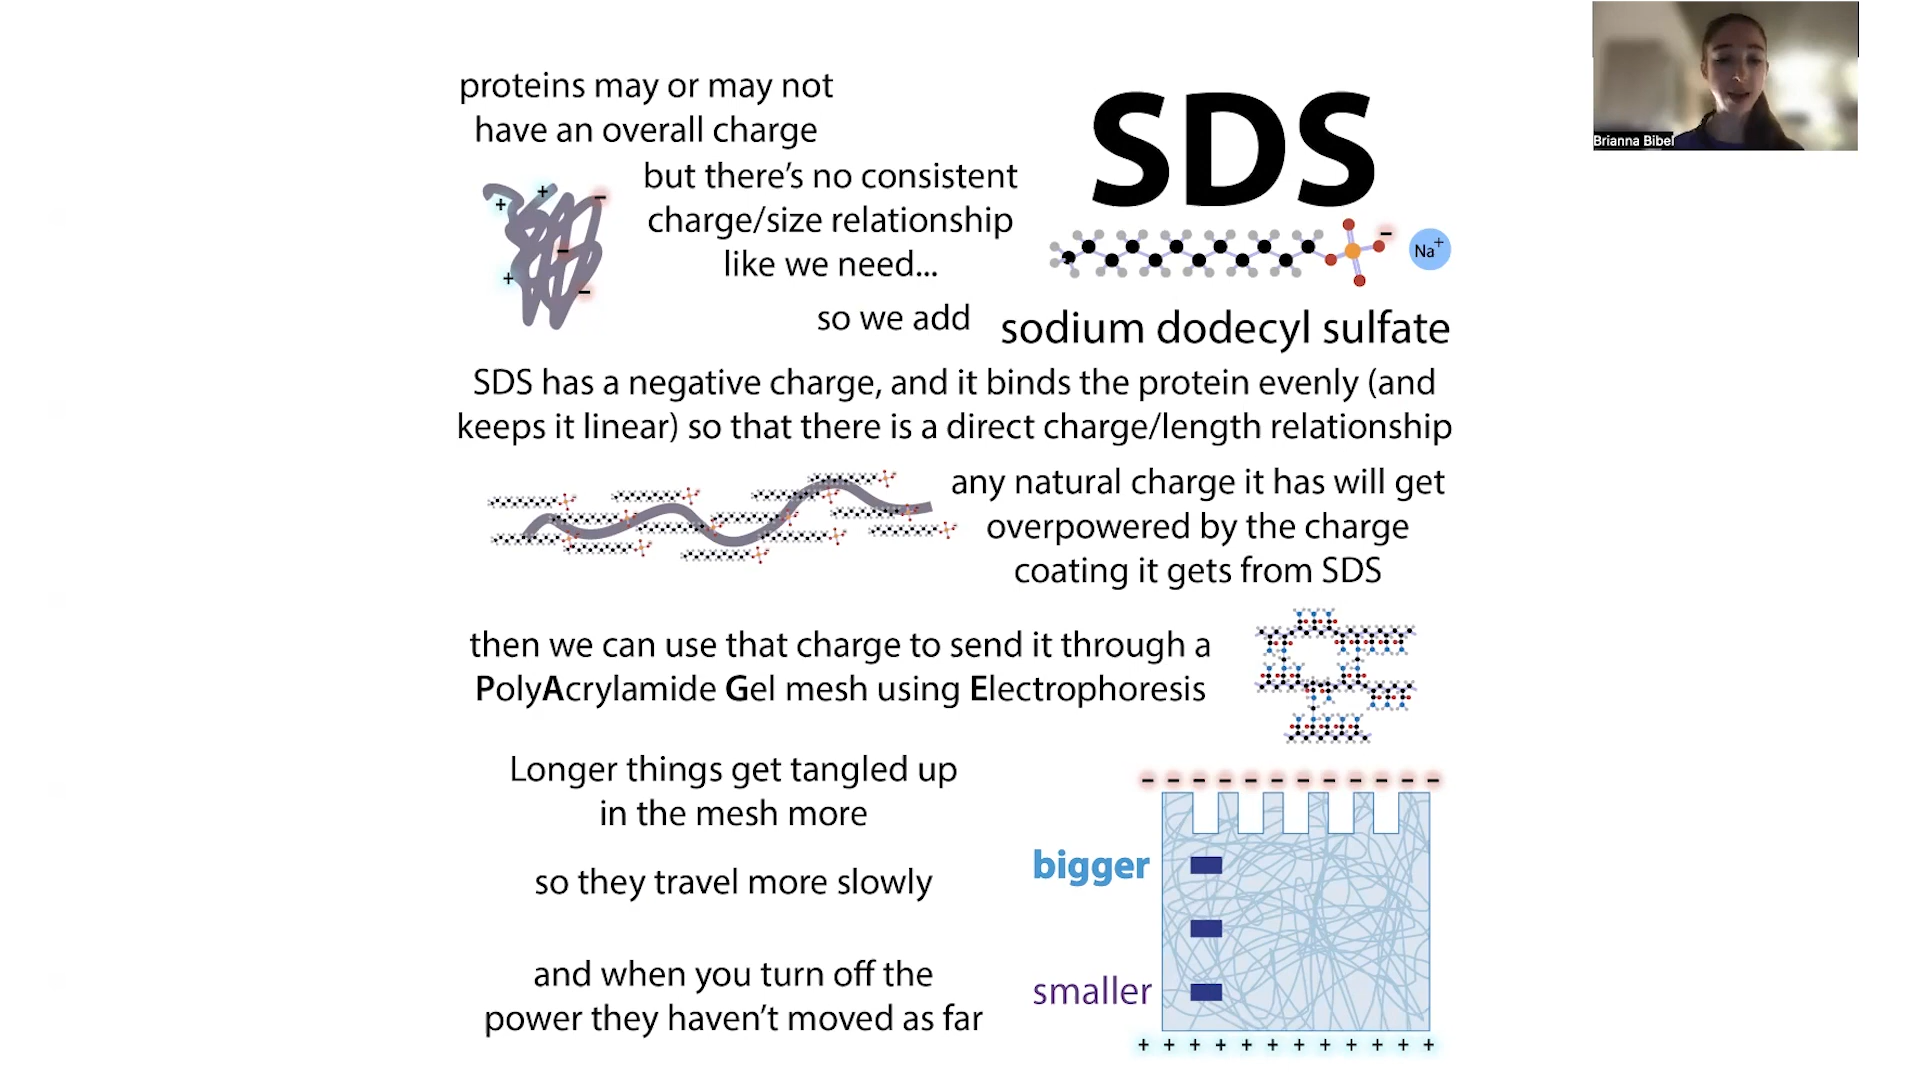 proteins may or may not
have an overall charge
+
+
−
−
+
−
but there’s no consistent
charge/size relationship
like we need...
so we add
SDS
−
Na+
sodium dodecyl sulfate
SDS has a negative charge, and it binds the protein evenly (and
keeps it linear) so that there is a direct charge/length relationship
any natural charge it has will get
overpowered by the charge
coating it gets from SDS
then we can use that charge to send it through a
PolyAcrylamide Gel mesh using Electrophoresis
Longer things get tangled up
in the mesh more
so they travel more slowly
and when you turn off the
power they haven’t moved as far
− − − − − − − − − − − −
bigger
smaller
+ + + + + + + + + + + +
Brianna Bibel